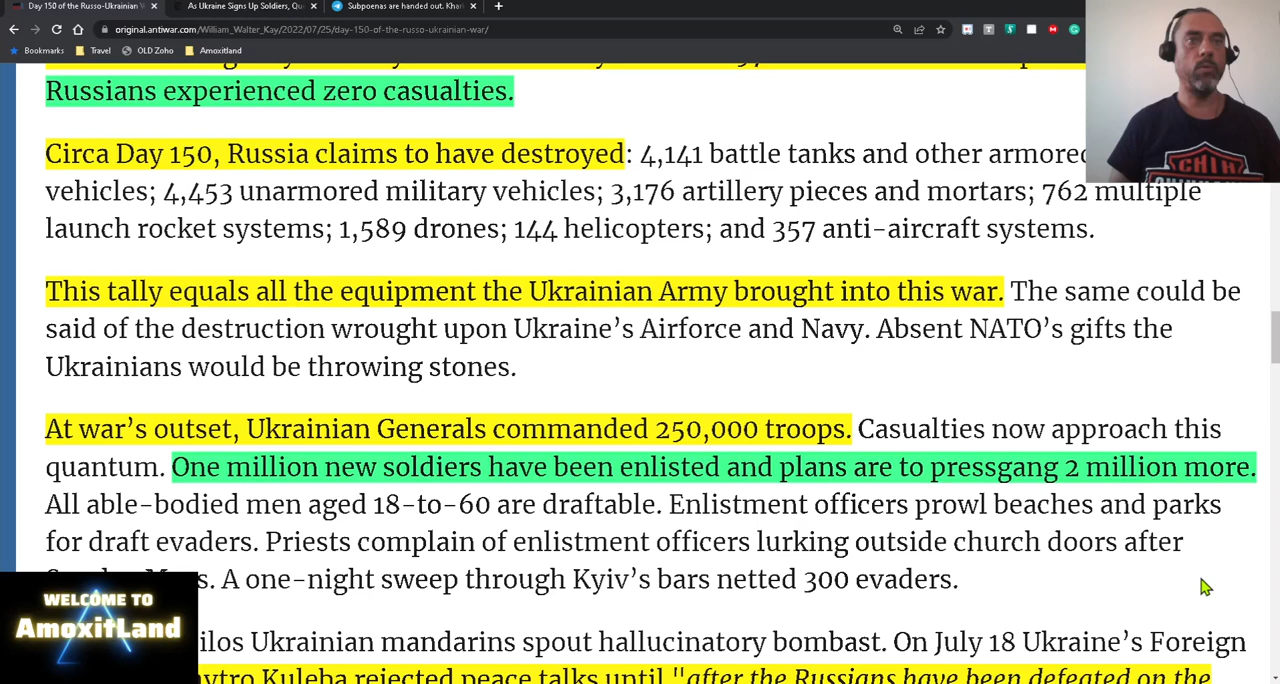 Day 150 of the Russo-Ukrainian
As Ukraine Signs Up Soldiers, Qu
Subpoenas are handed out.
original.antiwar.com/William_Walter_Kay/2022/07/25/day-150-of-the-russo-ukrainian-war/
Bookmarks Travel OLD Zoho Amoxitland
Russians experienced zero casualties.
Circa Day 150, Russia claims to have destroyed: 4,141 battle tanks and other armored
vehicles; 4,453 unarmored military vehicles; 3,176 artillery pieces and mortars; 762 multiple
launch rocket systems; 1,589 drones; 144 helicopters; and 357 anti-aircraft systems.
This tally equals all the equipment the Ukrainian Army brought into this war. The same could be
said of the destruction wrought upon Ukraine’s Airforce and Navy. Absent NATO’s gifts the
Ukrainians would be throwing stones.
At war’s outset, Ukrainian Generals commanded 250,000 troops. Casualties now approach this
quantum. One million new soldiers have been enlisted and plans are to pressgang 2 million more.
All able-bodied men aged 18-to-60 are draftable. Enlistment officers prowl beaches and parks
for draft evaders. Priests complain of enlistment officers lurking outside church doors after
A one-night sweep through Kyiv’s bars netted 300 evaders.
Ukrainian mandarins spout hallucinatory bombast. On July 18 Ukraine’s Foreign
Kuleba rejected peace talks until "after the Russians have been defeated on the
WELCOME TO
AmoxitLand